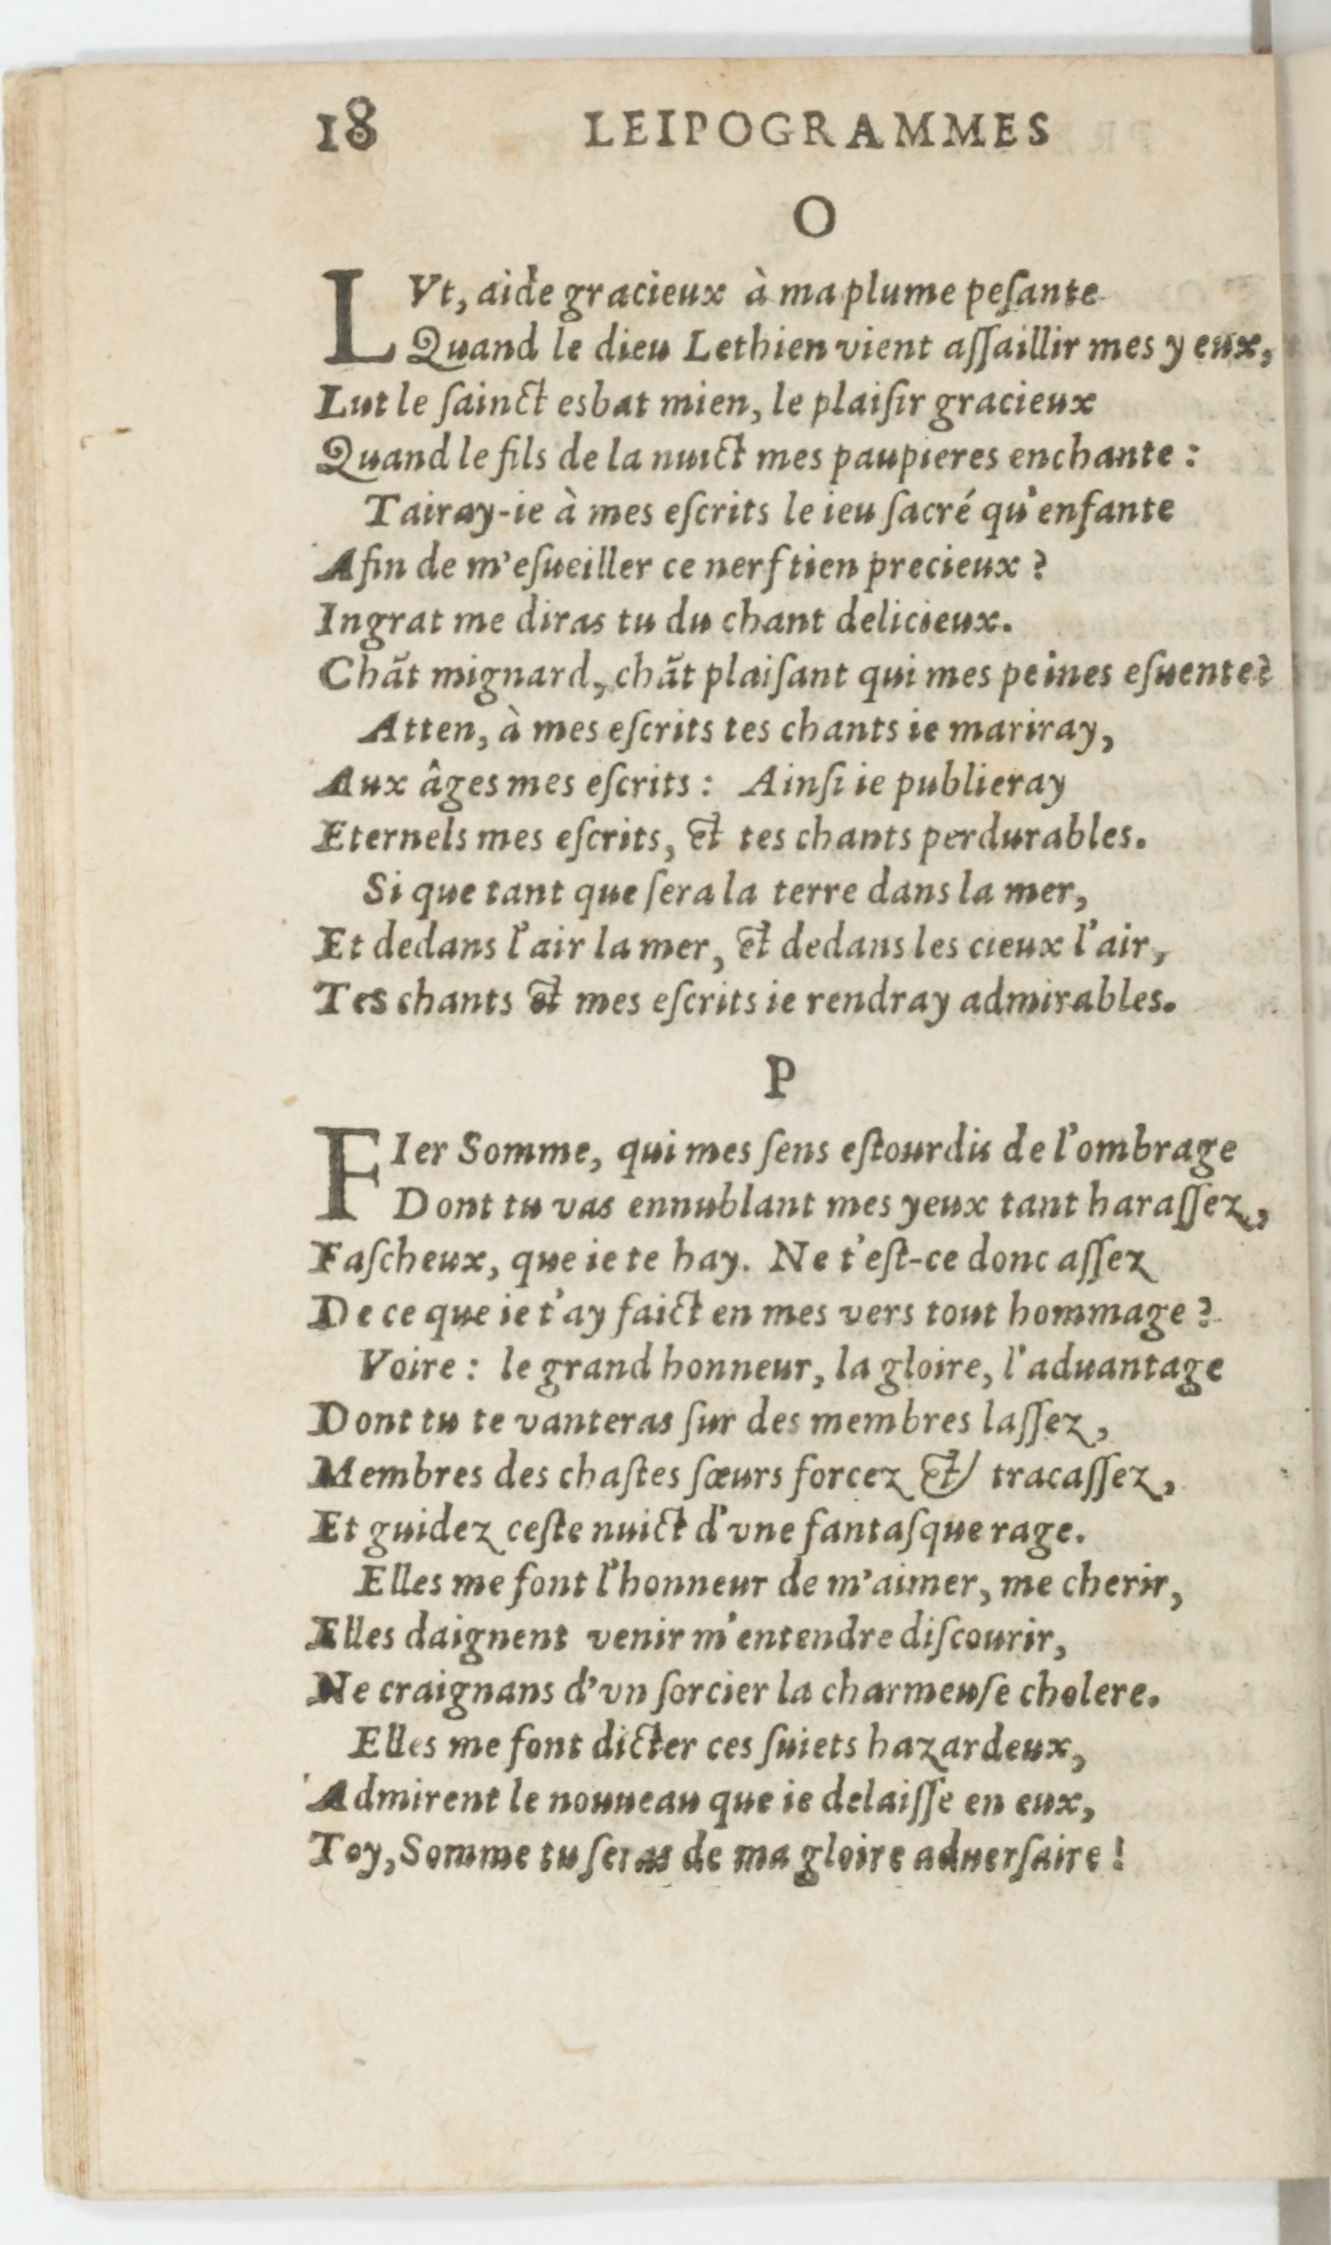 18 LEIPOGRAMMES
O
LVt, aide gracieux à ma plume peſante
Quand le dieu Lethien vient aſſaillir mes yeux,
Lut le ſainct esbat mien, le plaiſir gracieux
Quand le fils de la nuict mes paupieres enchante :
Tairay-ie à mes eſcrits le ieu ſacré qu'enfante
Afin de m'eſueiller ce nerf tien precieux ?
Ingrat me diras tu du chant delicieux.
Chãt mignard, chãt plaiſant qui mes peines eſuente?
Atten, à mes eſcrits tes chants ie mariray,
Aux âges mes eſcrits : Ainſi ie publieray
Eternels mes eſcrits, & tes chants perdurables.
Si que tant que ſera la terre dans la mer,
Et dedans l'air la mer, & dedans les cieux l'air,
Tes chants & mes eſcrits ie rendray admirables.
P
FIer Somme, qui mes ſens eſtourdis de l'ombrage
Dont tu vas ennublant mes yeux tant haraſſez,
Faſcheux, que ie te hay. Ne t'eſt-ce donc aſſez
De ce que ie t'ay faict en mes vers tout hommage ?
Voire : le grand honneur, la gloire, l'aduantage
Dont tu te vanteras ſur des membres laſſez,
Membres des chaſtes ſœurs forcez & tracaſſez,
Et guidez ceſte nuict d'vne fantaſque rage.
Elles me font l'honneur de m'aimer, me cherir,
Elles daignent venir m'entendre diſcourir,
Ne craignans d'vn ſorcier la charmeuſe cholere.
Elles me font dicter ces ſuiets hazardeux,
Admirent le nouueau que ie delaiſſe en eux,
Toy, Somme tu ſeras de ma gloire aduerſaire !